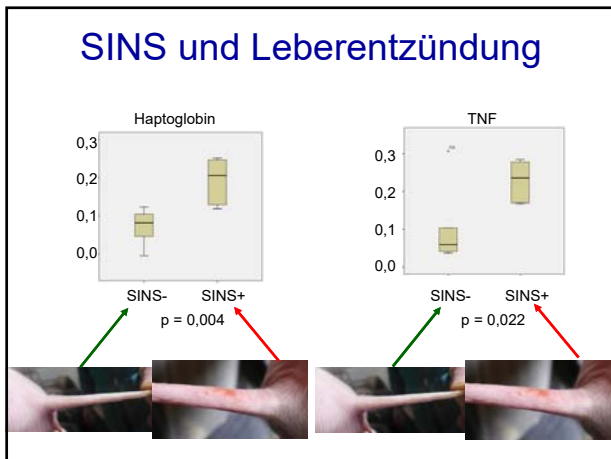 SINS und Leberentzündung
Haptoglobin
0,3
0,2
0,1
0,0
SINS- SINS+
p = 0,004
TNF
0,3
0,2
0,1
0,0
SINS- SINS+
p = 0,022